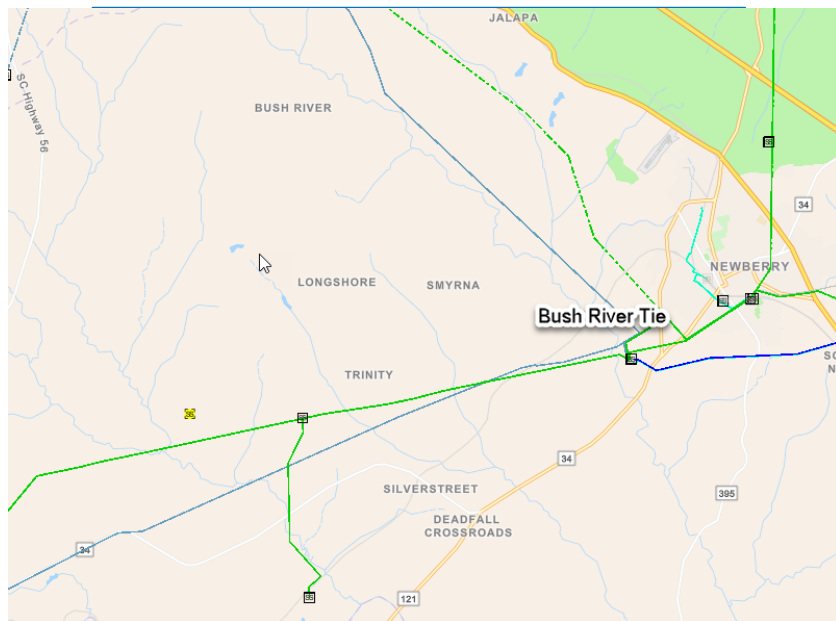 JALAPA
SC Highway 56
BUSH RIVER
34
NEWBERRY
LONGSHORE
SMYRNA
Bush River Tie
TRINITY
34
SILVERSTREET
395
DEADFALL
CROSSROADS
34
121
SS